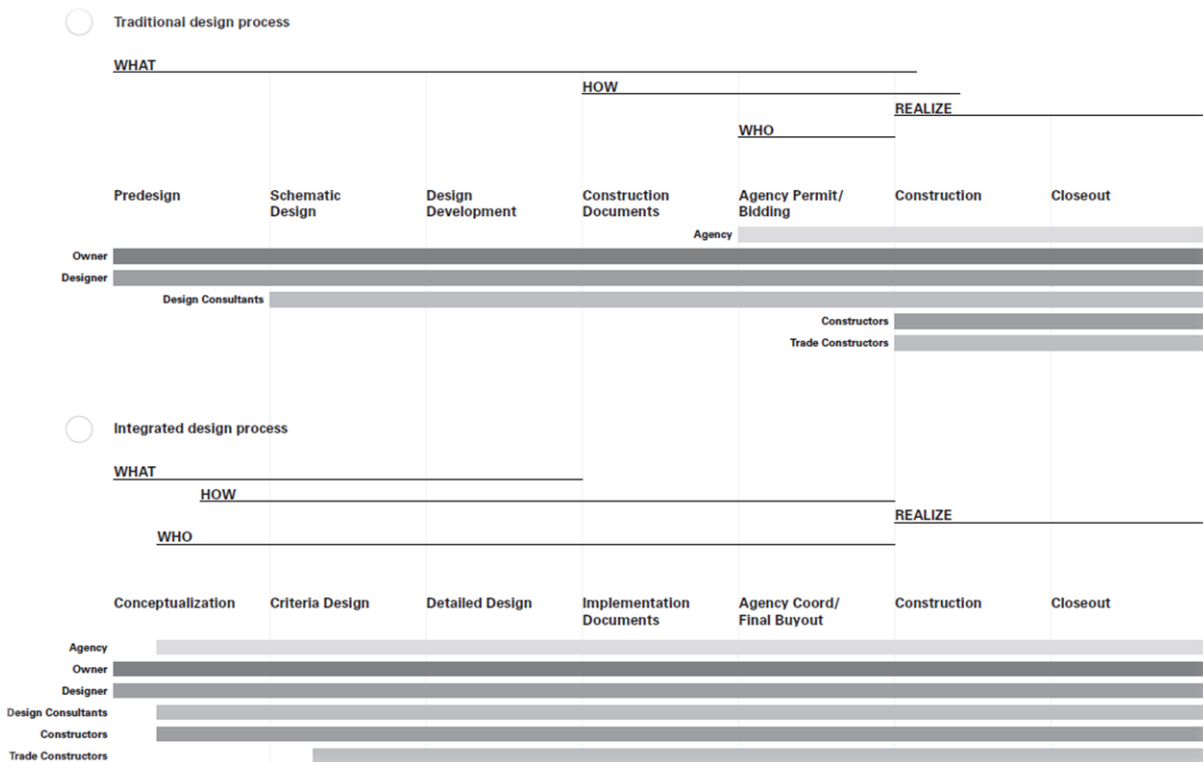 Traditional design process
WHAT
HOW
REALIZE
WHO
Predesign
Schematic
Design
Design
Development
Construction
Documents
Agency Permit/
Bidding
Construction
Closeout
Agency
Owner
Designer
Design Consultants
Constructors
Trade Constructors
Integrated design process
WHAT
HOW
REALIZE
WHO
Conceptualization
Criteria Design
Detailed Design
Implementation
Documents
Agency Coord/
Final Buyout
Construction
Closeout
Agency
Owner
Designer
Design Consultants
Constructors
Trade Constructors